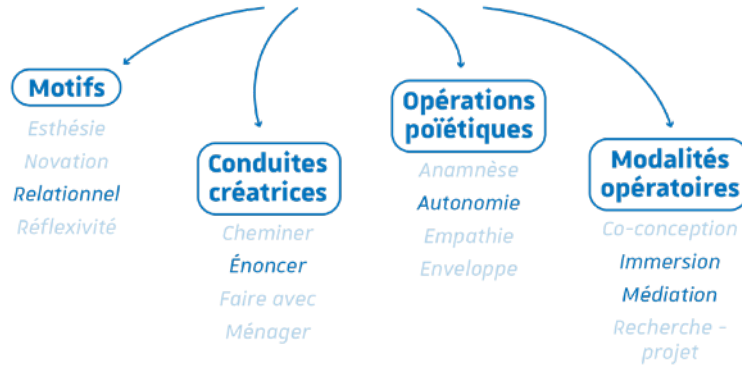 Motifs
Esthésie
Novation
Relationnel
Réflexivité
Conduites
créatrices
Cheminer
Énoncer
Faire avec
Ménager
Opérations
poïétiques
Anamnèse
Autonomie
Empathie
Enveloppe
Modalités
opératoires
Co-conception
Immersion
Médiation
Recherche -
projet